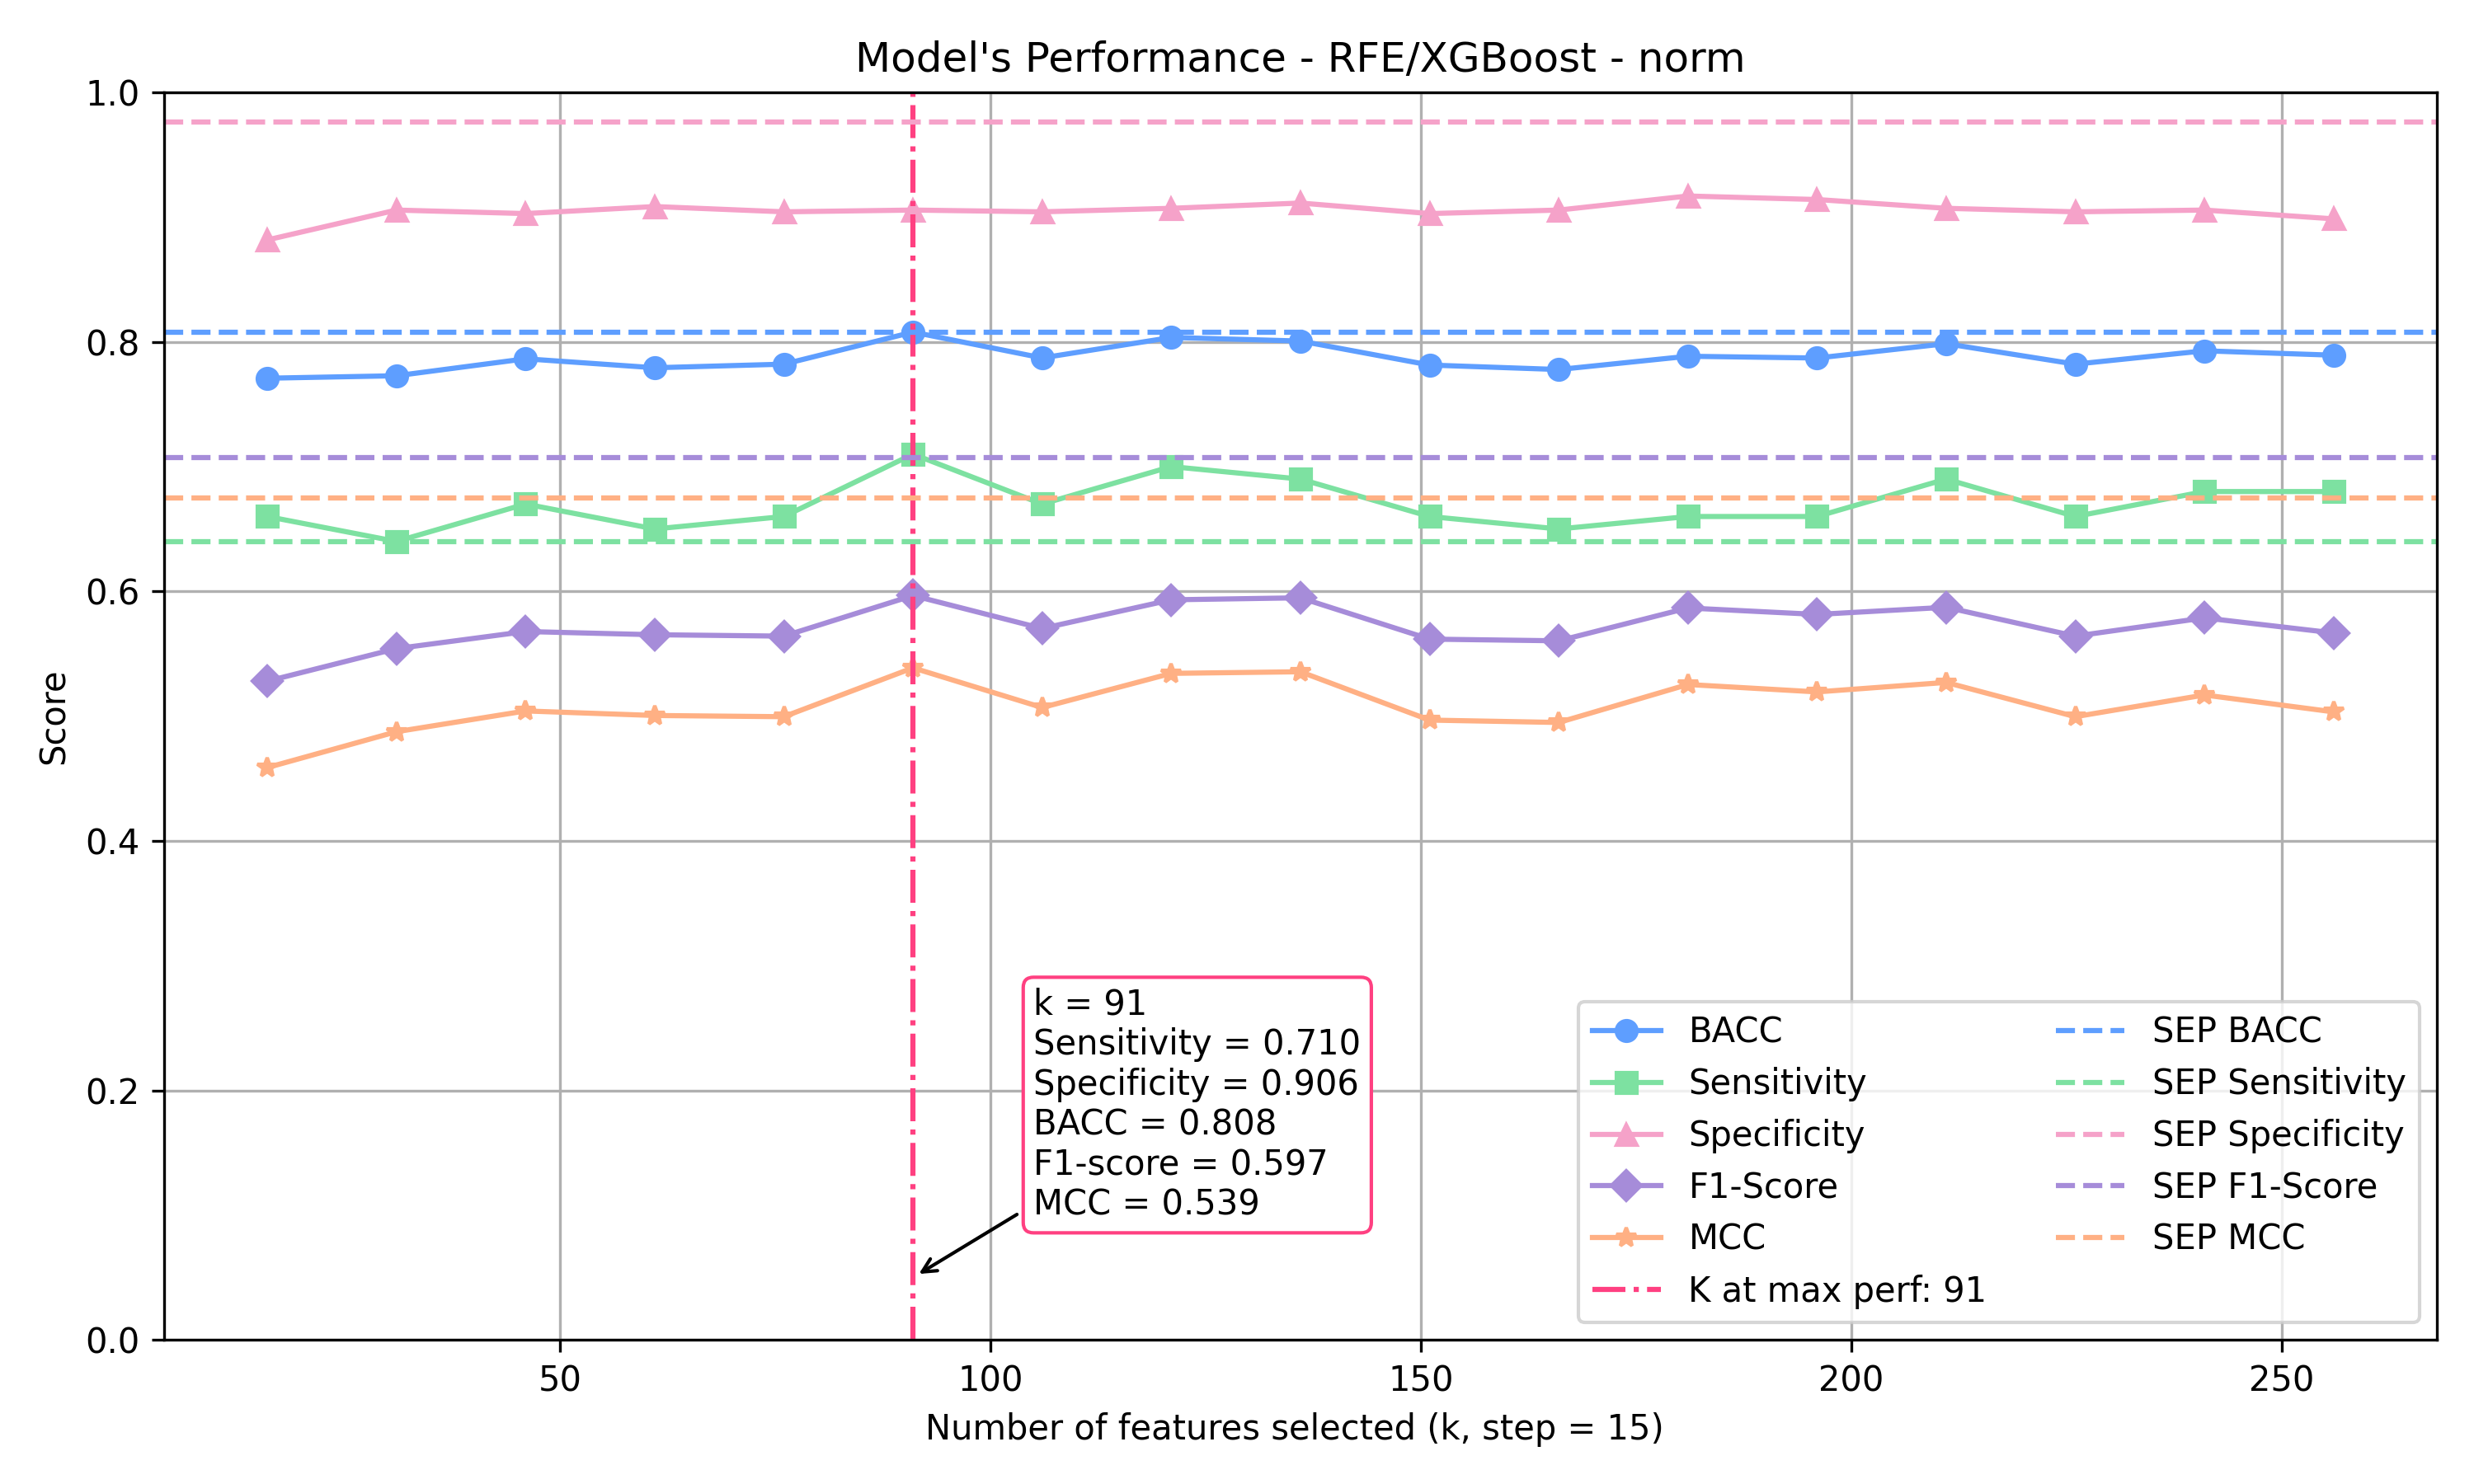 Model's Performance - RFE/XGBoost - norm
1.0
0.8
0.6
0.4
0.2
0.0
Score
k = 91
Sensitivity = 0.710
Specificity = 0.906
BACC = 0.808
F1-score = 0.597
MCC = 0.539
BACC
Sensitivity
Specificity
F1-Score
MCC
K at max perf: 91
SEP BACC
SEP Sensitivity
SEP Specificity
SEP F1-Score
SEP MCC
50
100
150
200
250
Number of features selected (k, step = 15)